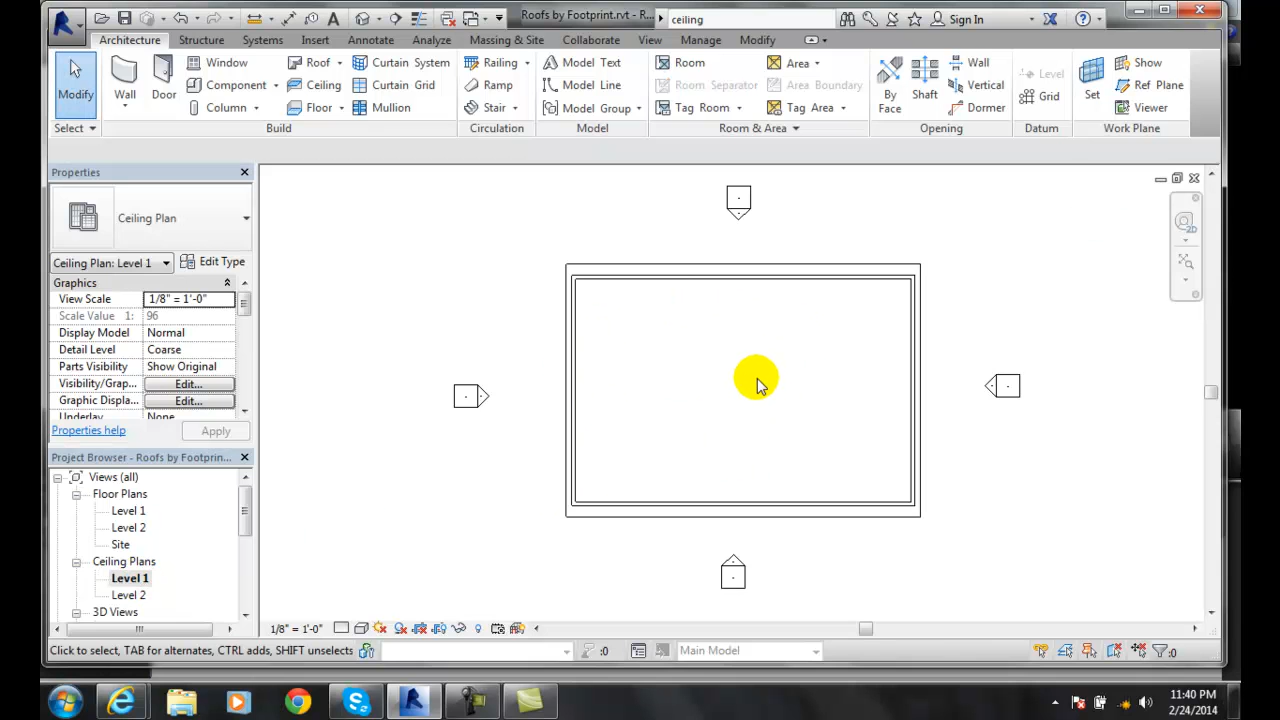 Roofs by Footprint.rvt - R...
ceiling
Sign In
Architecture Structure Systems Insert Annotate Analyze Massing & Site Collaborate View Manage Modify
Modify
Wall
Door
Window
Component
Column
Roof
Ceiling
Floor
Curtain System
Curtain Grid
Mullion
Railing
Ramp
Stair
Model Text
Model Line
Model Group
Room
Room Separator
Tag Room
Area
Area Boundary
Tag Area
By Face
Shaft
Wall
Vertical
Dormer
Level
Grid
Set
Show
Ref Plane
Viewer
Select Build Circulation Model Room & Area Opening Datum Work Plane
Properties
Ceiling Plan
Ceiling Plan: Level 1 Edit Type
Graphics
View Scale 1/8" = 1'-0"
Scale Value 1: 96
Display Model Normal
Detail Level Coarse
Parts Visibility Show Original
Visibility/Grap... Edit...
Graphic Displa... Edit...
Underlay None
Properties help Apply
Project Browser - Roofs by Footprin...
Views (all)
Floor Plans
Level 1
Level 2
Site
Ceiling Plans
Level 1
Level 2
3D Views
2D
1/8" = 1'-0"
Click to select, TAB for alternates, CTRL adds, SHIFT unselects
:0
Main Model
:0
11:40 PM
2/24/2014